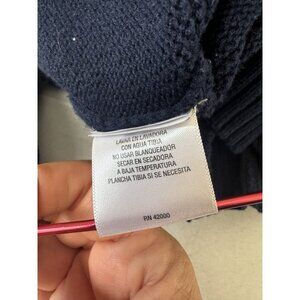 LAVAR EN LAVADORA
CON AGUA TIBIA
NO USAR BLANQUEADOR
SECAR EN SECADORA
A BAJA TEMPERATURA
PLANCHA TIBIA SI SE NECESITA
RN 42000